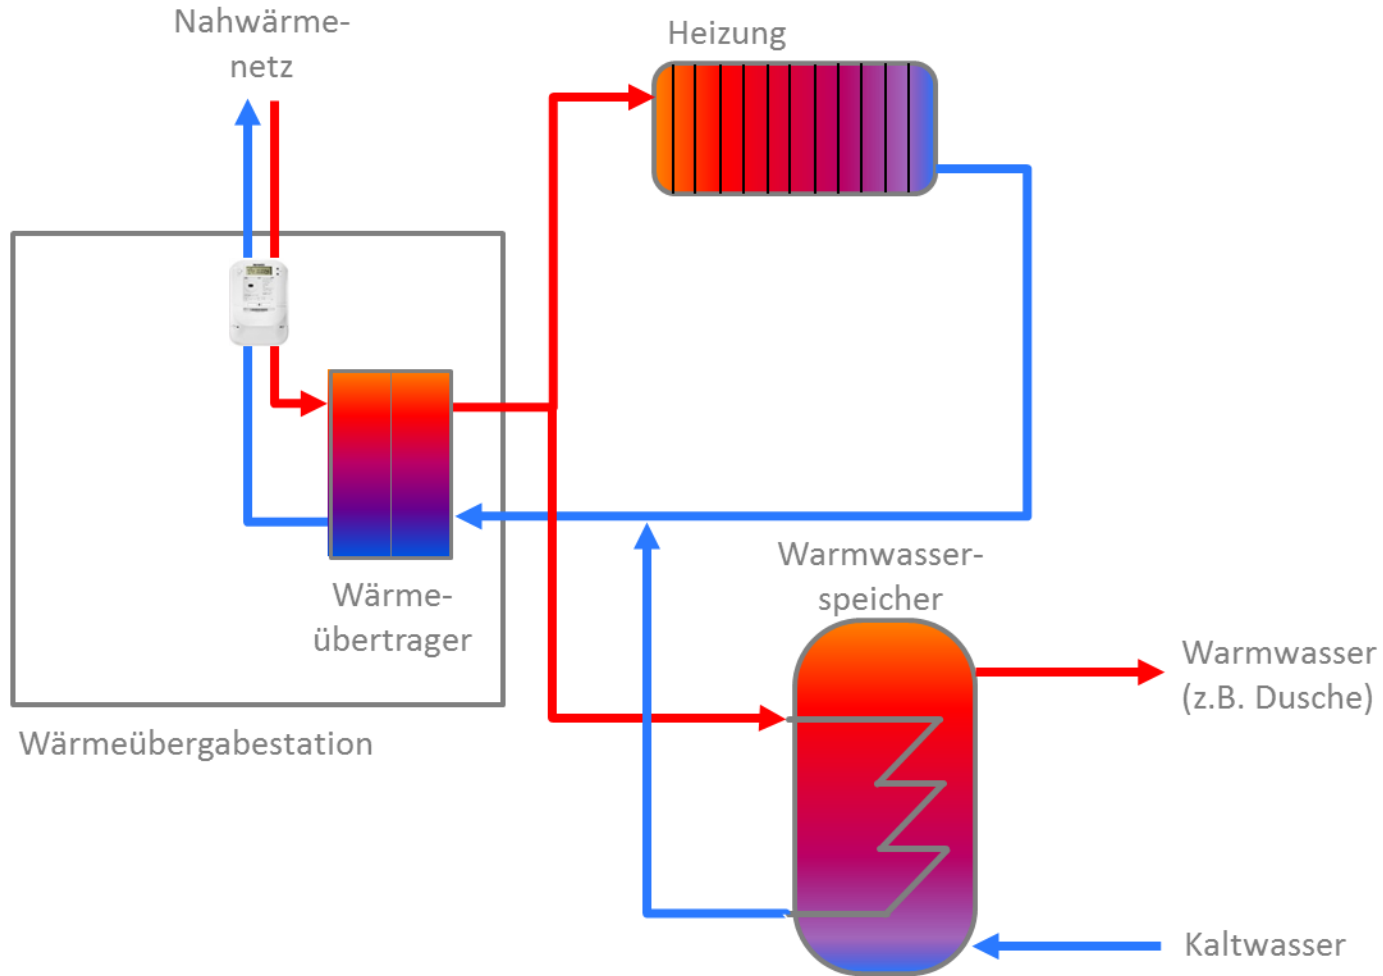 Nahwärme-
netz
Heizung
Wärme-
übertrager
Wärmeübergabestation
Warmwasser-
speicher
Warmwasser
(z.B. Dusche)
Kaltwasser